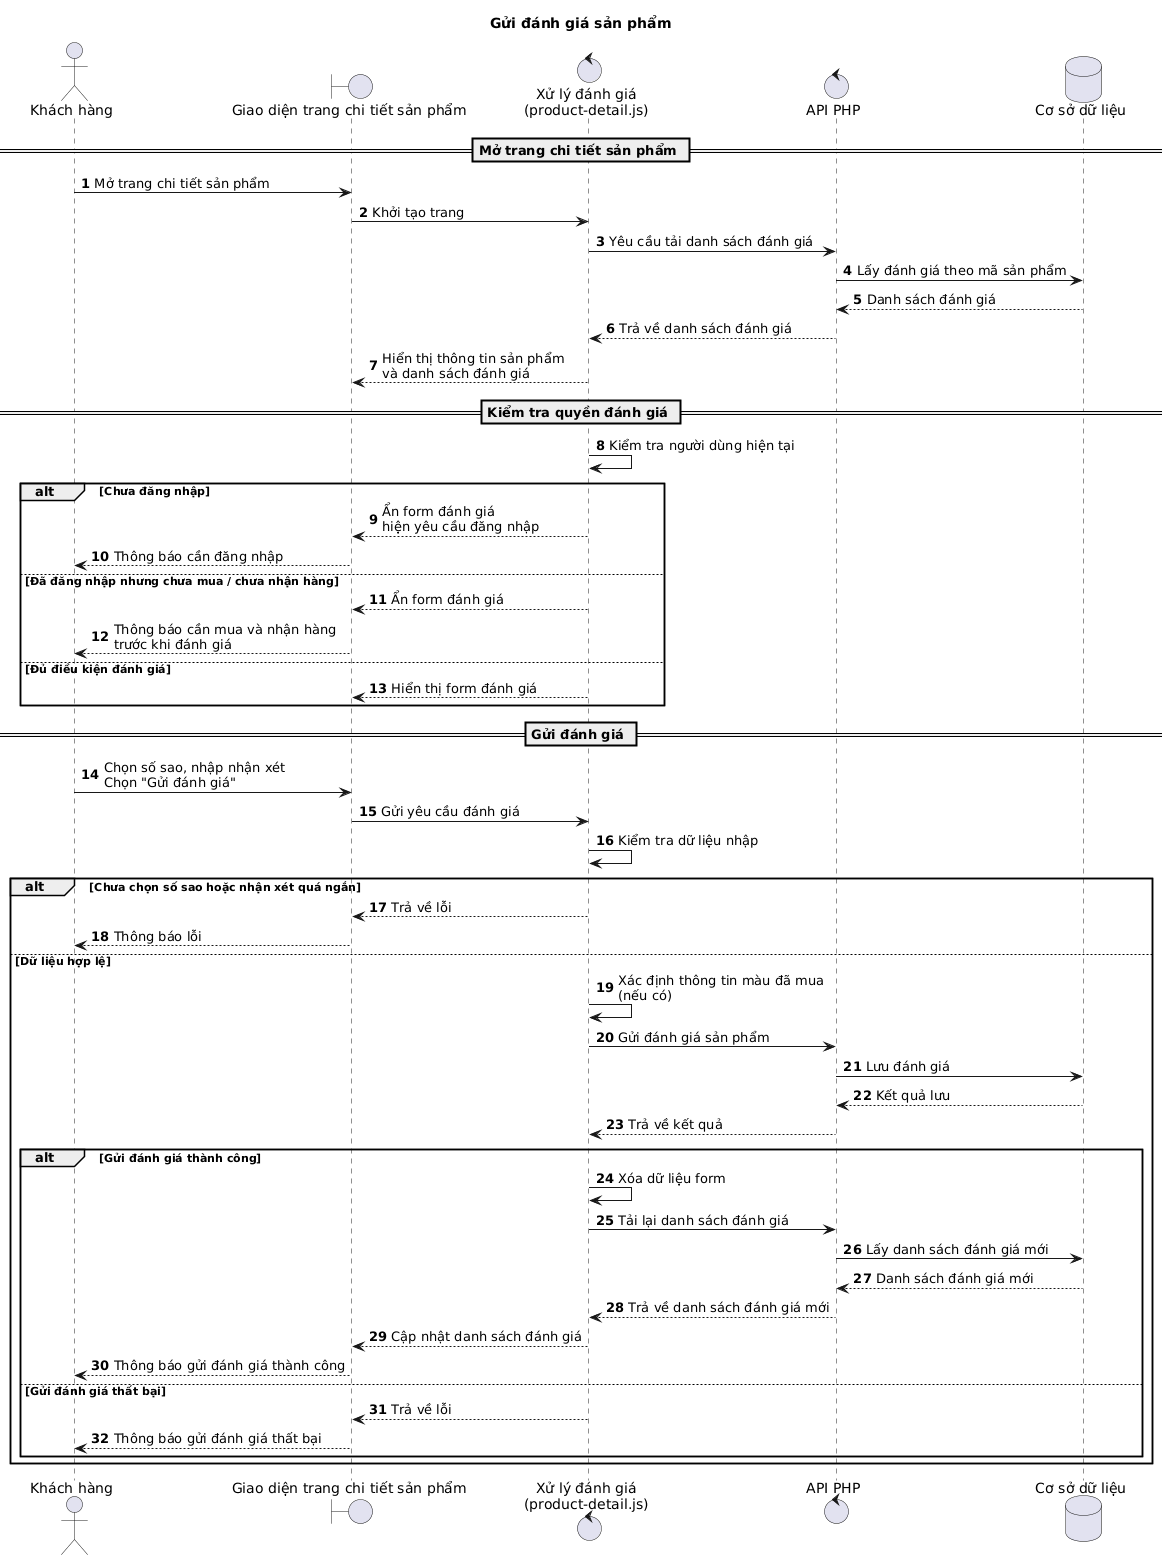 Gửi đánh giá sản phẩm
Khách hàng
Giao diện trang chi tiết sản phẩm
Xử lý đánh giá
(product-detail.js)
API PHP
Cơ sở dữ liệu
Mở trang chi tiết sản phẩm
1 Mở trang chi tiết sản phẩm
2 Khởi tạo trang
3 Yêu cầu tải danh sách đánh giá
4 Lấy đánh giá theo mã sản phẩm
5 Danh sách đánh giá
6 Trả về danh sách đánh giá
7 Hiển thị thông tin sản phẩm
và danh sách đánh giá
Kiểm tra quyền đánh giá
8 Kiểm tra người dùng hiện tại
alt [Chưa đăng nhập]
9 Ẩn form đánh giá
hiện yêu cầu đăng nhập
10 Thông báo cần đăng nhập
[Đã đăng nhập nhưng chưa mua / chưa nhận hàng]
11 Ẩn form đánh giá
12 Thông báo cần mua và nhận hàng
trước khi đánh giá
[Đủ điều kiện đánh giá]
13 Hiển thị form đánh giá
Gửi đánh giá
14 Chọn số sao, nhập nhận xét
Chọn "Gửi đánh giá"
15 Gửi yêu cầu đánh giá
16 Kiểm tra dữ liệu nhập
alt [Chưa chọn số sao hoặc nhận xét quá ngắn]
17 Trả về lỗi
18 Thông báo lỗi
[Dữ liệu hợp lệ]
19 Xác định thông tin màu đã mua
(nếu có)
20 Gửi đánh giá sản phẩm
21 Lưu đánh giá
22 Kết quả lưu
23 Trả về kết quả
alt [Gửi đánh giá thành công]
24 Xóa dữ liệu form
25 Tải lại danh sách đánh giá
26 Lấy danh sách đánh giá mới
27 Danh sách đánh giá mới
28 Trả về danh sách đánh giá mới
29 Cập nhật danh sách đánh giá
30 Thông báo gửi đánh giá thành công
[Gửi đánh giá thất bại]
31 Trả về lỗi
32 Thông báo gửi đánh giá thất bại
Khách hàng
Giao diện trang chi tiết sản phẩm
Xử lý đánh giá
(product-detail.js)
API PHP
Cơ sở dữ liệu